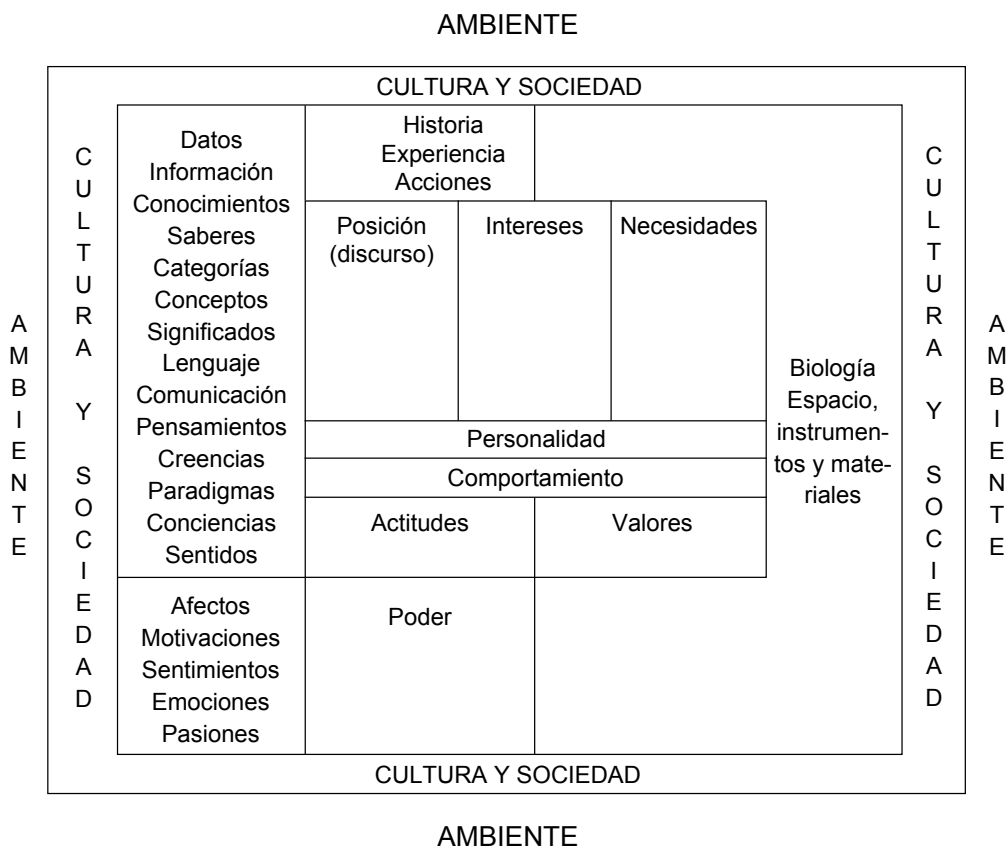 AMBIENTE
CULTURA Y SOCIEDAD
AMBIENTE
CULTURA Y SOCIEDAD
Datos
Información
Conocimientos
Saberes
Categorías
Conceptos
Significados
Lenguaje
Comunicación
Pensamientos
Creencias
Paradigmas
Conciencias
Sentidos
Afectos
Motivaciones
Sentimientos
Emociones
Pasiones
Historia
Experiencia
Acciones
Posición
(discurso)
Intereses
Necesidades
Personalidad
Comportamiento
Actitudes
Valores
Poder
Biología
Espacio,
instrumen-
tos y mate-
riales
CULTURA Y SOCIEDAD
AMBIENTE
CULTURA Y SOCIEDAD
AMBIENTE